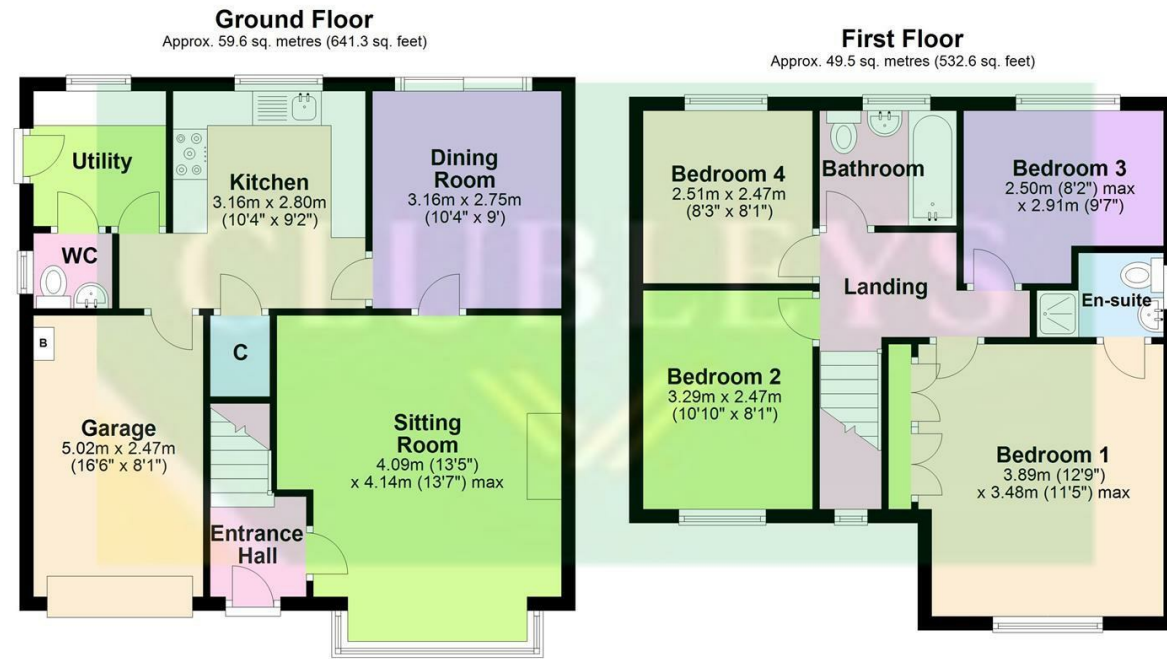 Ground Floor
Approx. 59.6 sq. metres (641.3 sq. feet)
Utility
Kitchen
3.16m x 2.80m
(10'4" x 9'2")
Dining
Room
3.16m x 2.75m
(10'4" x 9')
WC
B
C
Garage
5.02m x 2.47m
(16'6" x 8'1")
Sitting
Room
4.09m (13'5")
x 4.14m (13'7") max
Entrance
Hall
First Floor
Approx. 49.5 sq. metres (532.6 sq. feet)
Bedroom 4
2.51m x 2.47m
(8'3" x 8'1")
Bathroom
Bedroom 3
2.50m (8'2") max
x 2.91m (9'7")
Landing
En-suite
Bedroom 2
3.29m x 2.47m
(10'10" x 8'1")
Bedroom 1
3.89m (12'9")
x 3.48m (11'5") max
CLUBLEYS